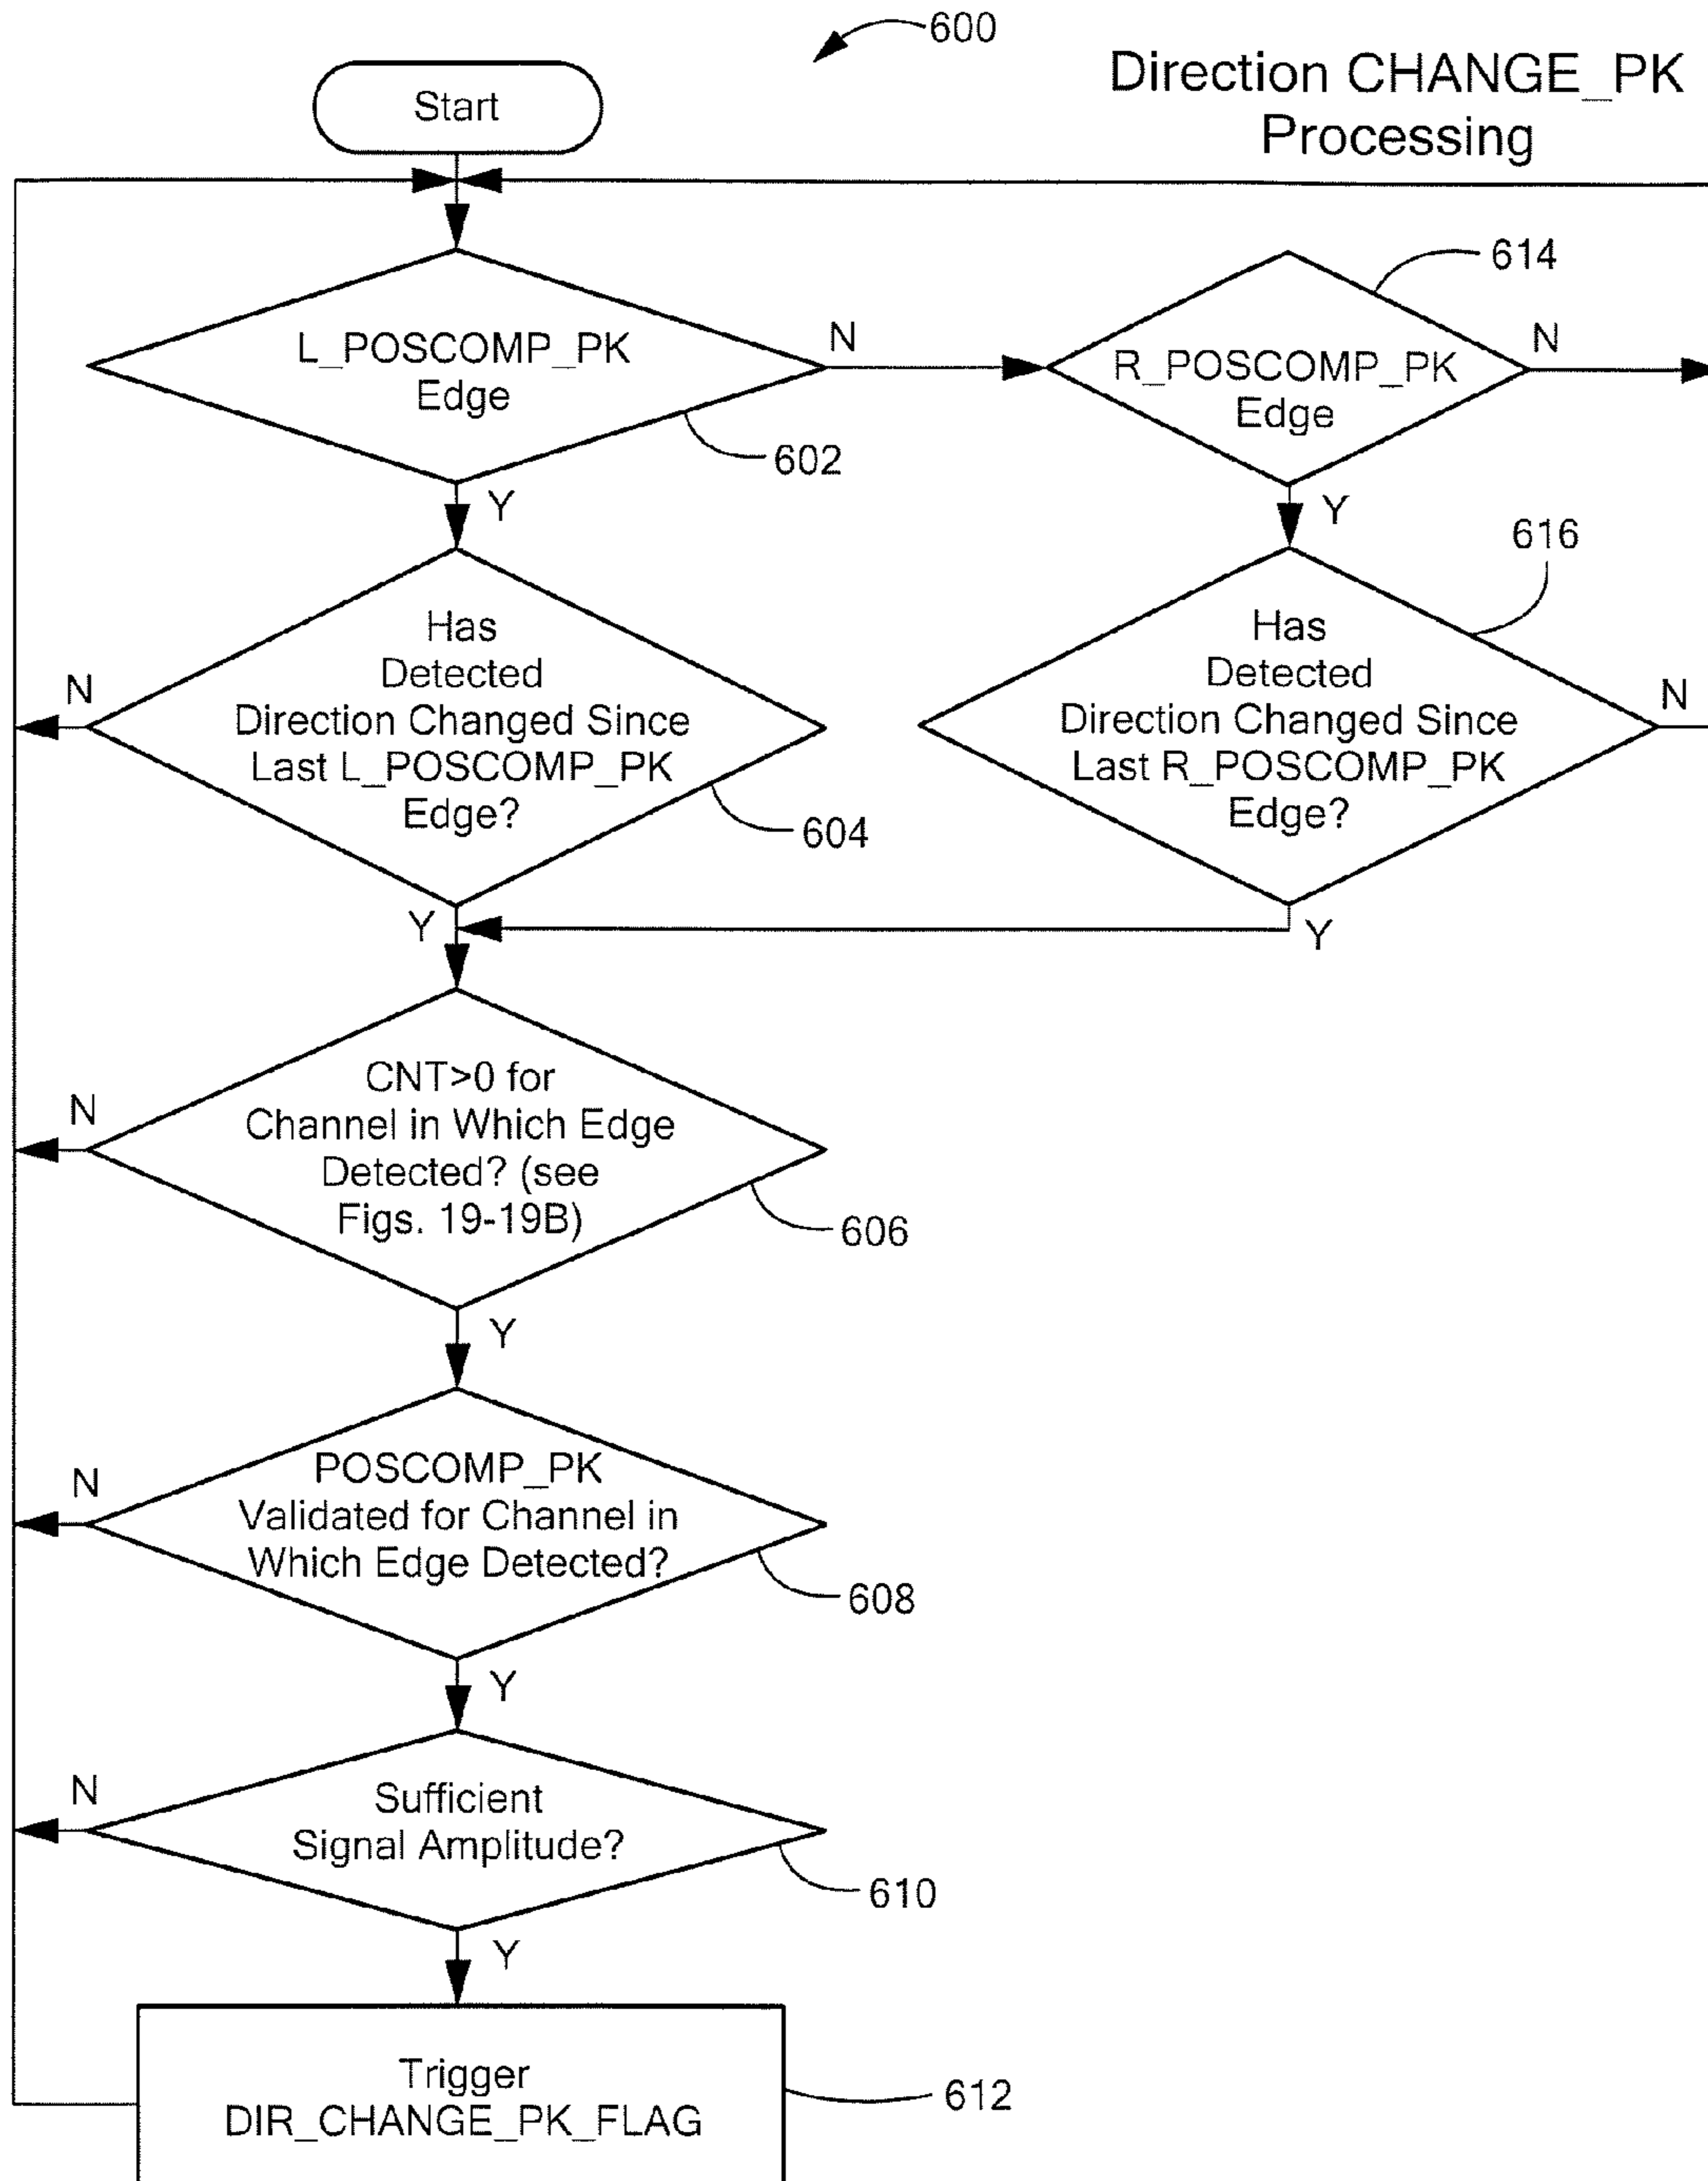 600
Direction CHANGE_PK
Processing
Start
L_POSCOMP_PK
Edge
N
602
Y
614
R_POSCOMP_PK
Edge
N
Y
616
Has
Detected
Direction Changed Since
Last L_POSCOMP_PK
Edge?
N
604
Y
Has
Detected
Direction Changed Since
Last R_POSCOMP_PK
Edge?
N
Y
CNT>0 for
Channel in Which Edge
Detected? (see
Figs. 19-19B)
N
606
Y
POSCOMP_PK
Validated for Channel in
Which Edge Detected?
N
608
Y
Sufficient
Signal Amplitude?
N
610
Y
Trigger
DIR_CHANGE_PK_FLAG
612